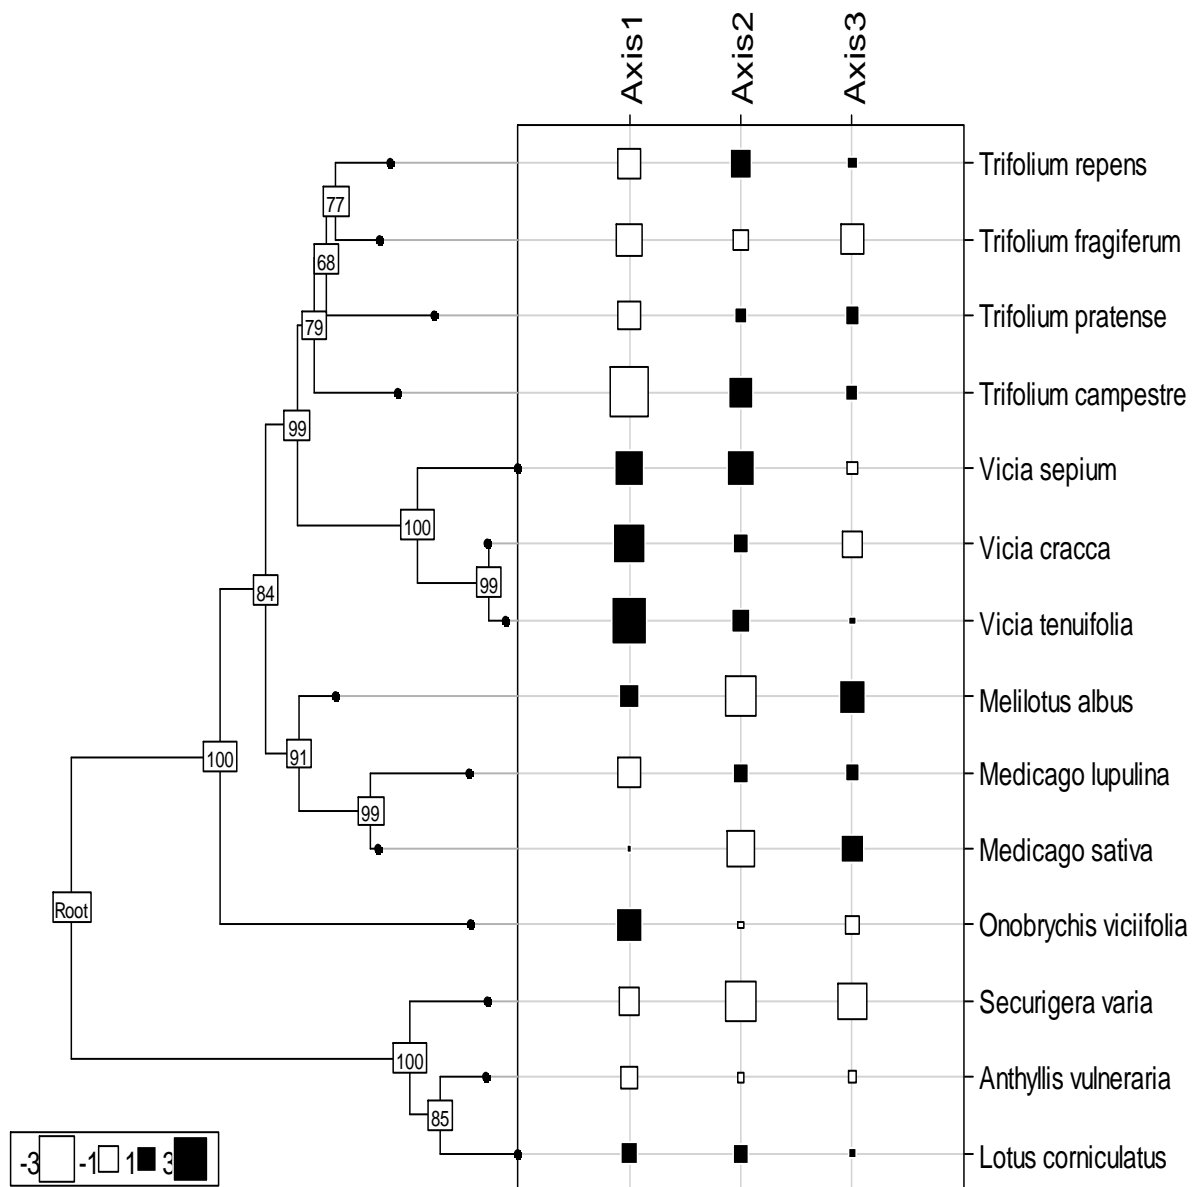 Axis1 Axis2 Axis3
Trifolium repens
77
Trifolium fragiferum
68
Trifolium pratense
79
Trifolium campestre
99
Vicia sepium
100
Vicia cracca
99
84
Vicia tenuifolia
Melilotus albus
100
91
Medicago lupulina
99
Medicago sativa
Root
Onobrychis viciifolia
Securigera varia
100
Anthyllis vulneraria
85
Lotus corniculatus
-3 -1 1 3